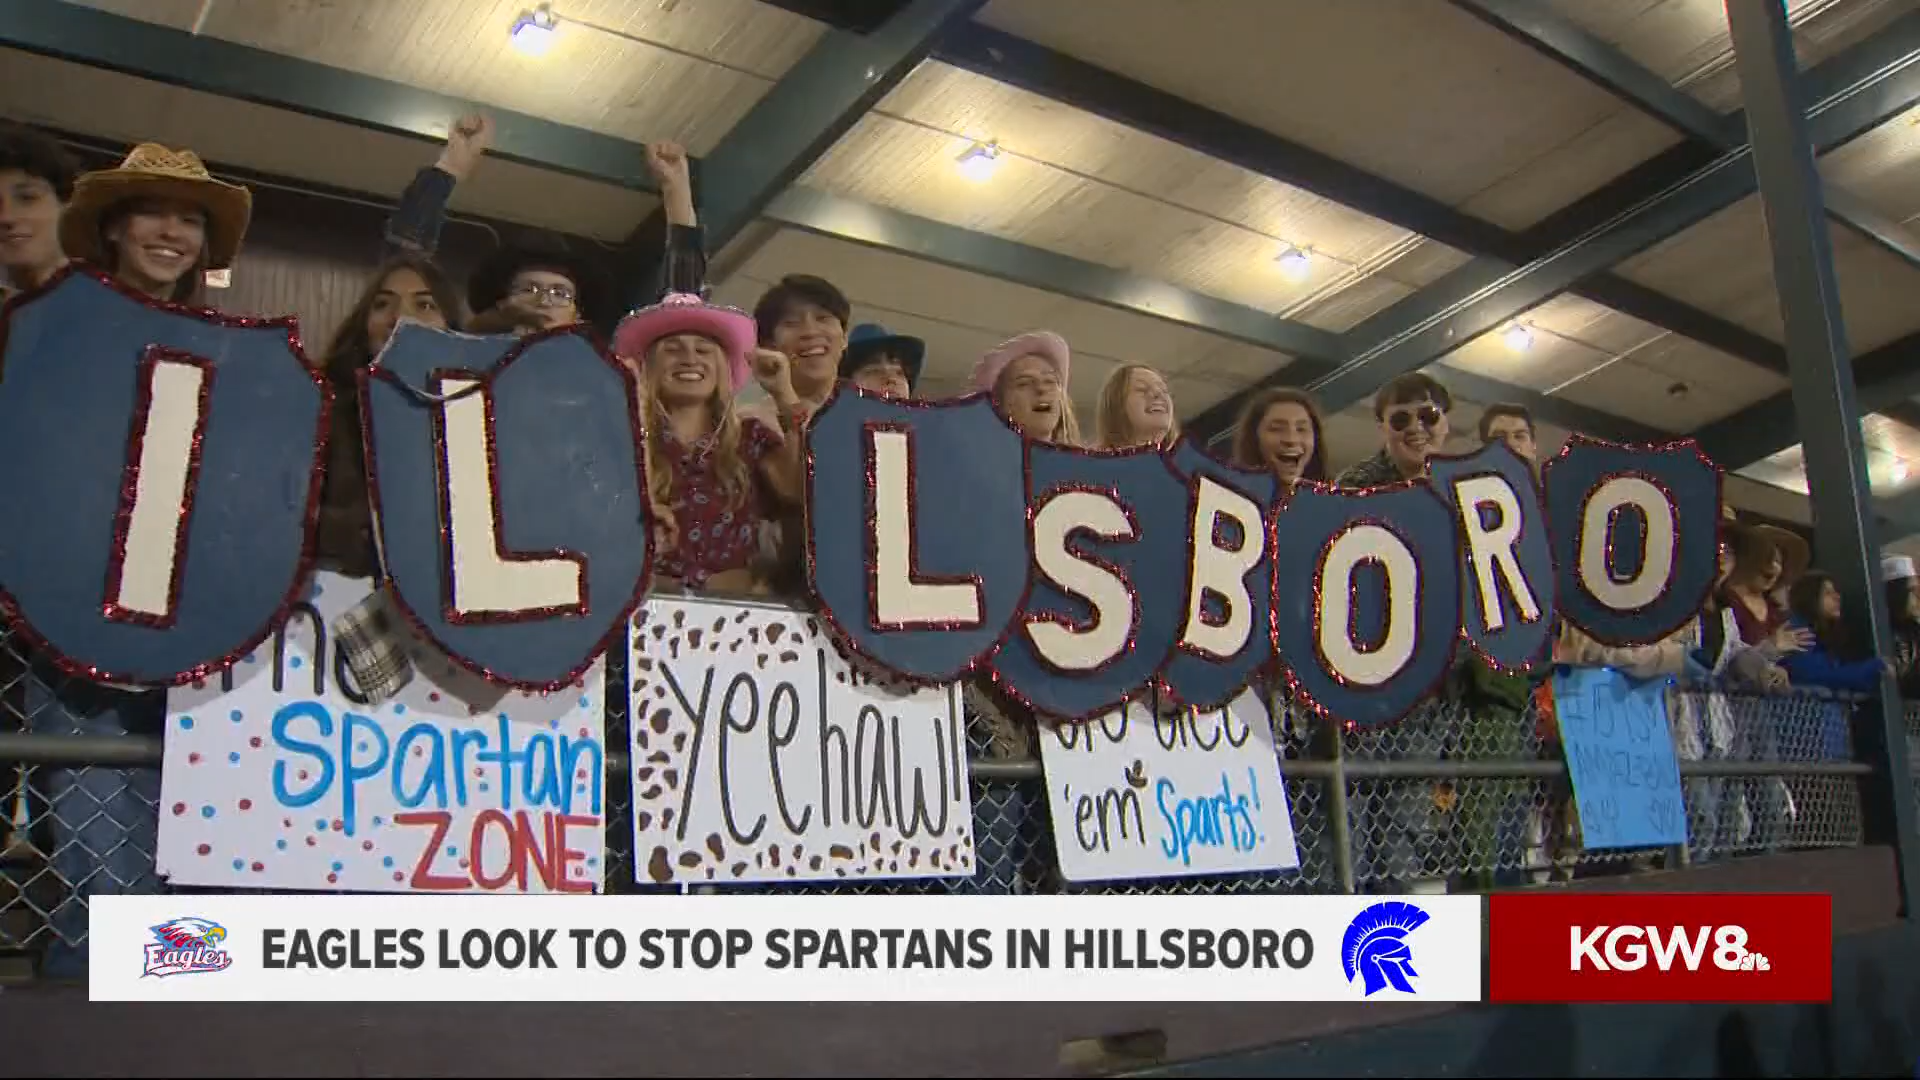 ILLSBORO
Spartan
ZONE
yeehaw!
'em Sparts!
Eagles
EAGLES LOOK TO STOP SPARTANS IN HILLSBORO
KGW8